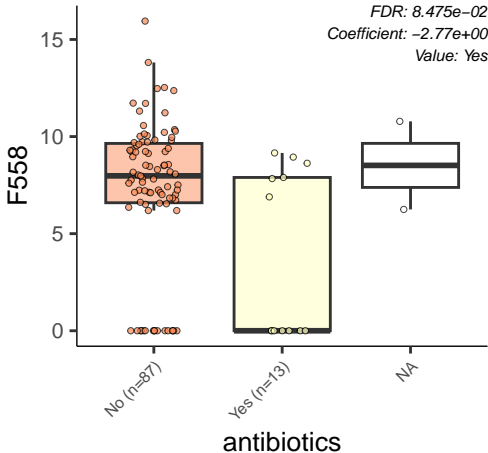 FDR: 8.475e−02
Coefficient: −2.77e+00
Value: Yes
15
10
5
0
F558
No (n=87)
Yes (n=13)
NA
antibiotics